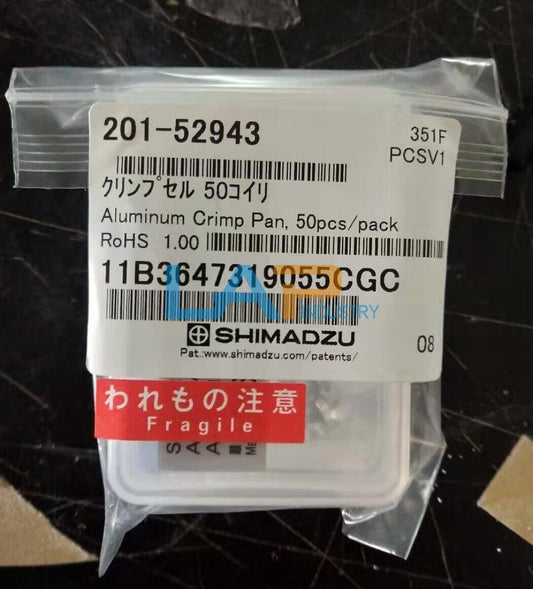 201-52943
351F
PCSV1
クリンプセル 50コイリ
Aluminum Crimp Pan, 50pcs/pack
RoHS 1.00
11B3647319055CGC
LAP INDUSTRY
SHIMADZU
08
Pat.:www.shimadzu.com/patents/
われもの注意
Fragile